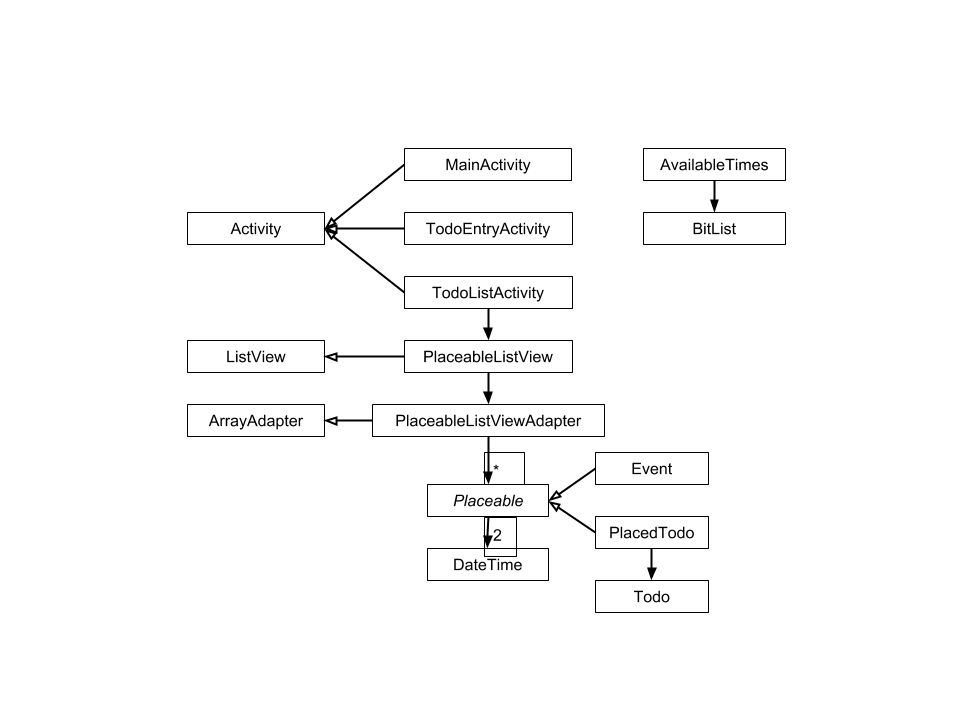 MainActivity
AvailableTimes
Activity
TodoEntryActivity
BitList
TodoListActivity
ListView
PlaceableListView
ArrayAdapter
PlaceableListViewAdapter
*
Event
Placeable
2
PlacedTodo
DateTime
Todo